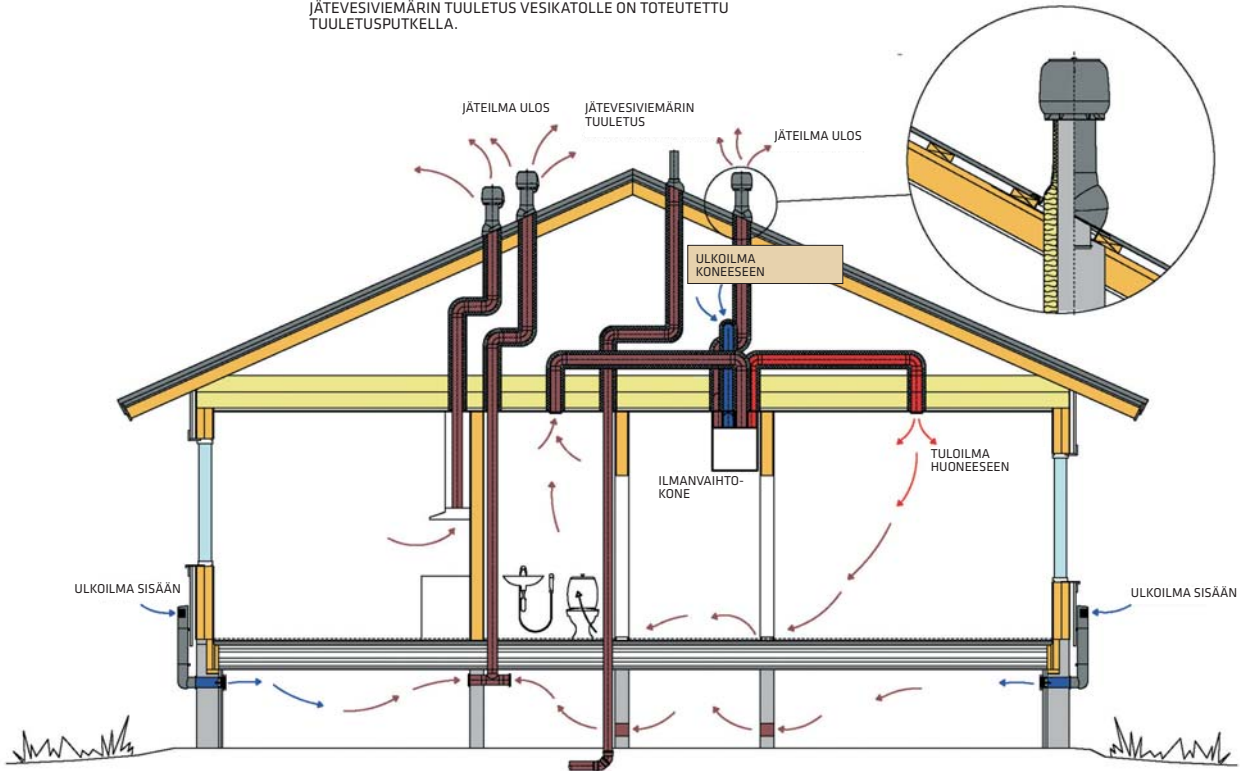 JÄTEVESIVIEMÄRIN TUULETUS VESIKATOLLE ON TOTEUTETTU
TUULETUSPUTKELLA.
JÄTEILMA ULOS
JÄTEVESIVIEMÄRIN
TUULETUS
JÄTEILMA ULOS
ULKOILMA
KONEESEEN
TULOILMA
HUONEESEEN
ILMANVAIHTO-
KONE
ULKOILMA SISÄÄN
ULKOILMA SISÄÄN